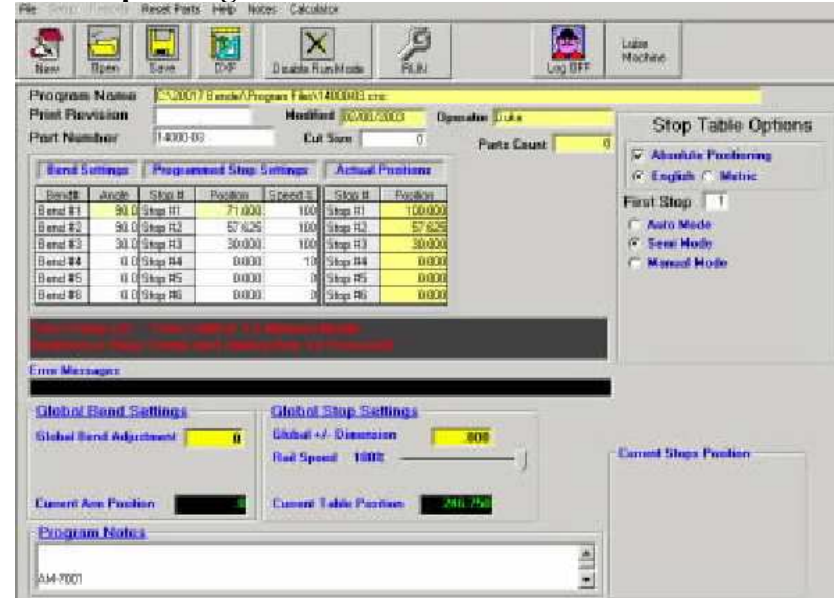 File Reset Parts Help Notes Calculator
New Open Save DXF Disable Run Mode RUN Log OFF Machine
Program Name
Print Revision Modified Operator
Part Number 14000-03 Cut Size 0 Parts Count 0
Stop Table Options
Bend Settings Programmed Stop Settings Actual Positions
Absolute Positioning
English Metric
Bend# Angle Stop # Position Speed % Stop # Position
First Stop 1
Bend #1 90.0 Stop #1 71.000 100 Stop #1 100.000
Auto Mode
Bend #2 90.0 Stop #2 57.625 100 Stop #2 57.625
Semi Mode
Bend #3 30.0 Stop #3 30.000 100 Stop #3 30.000
Manual Mode
Bend #4 0.0 Stop #4 0.000 10 Stop #4 0.000
Bend #5 0.0 Stop #5 0.000 0 Stop #5 0.000
Bend #6 0.0 Stop #6 0.000 0 Stop #6 0.000
Error Messages
Global Bend Settings Global Stop Settings
Global Bend Adjustment 0 Global +/- Dimension .000
Rail Speed 100%
Current Stops Position
Current Arm Position Current Table Position 246.750
Program Notes
AM-7001